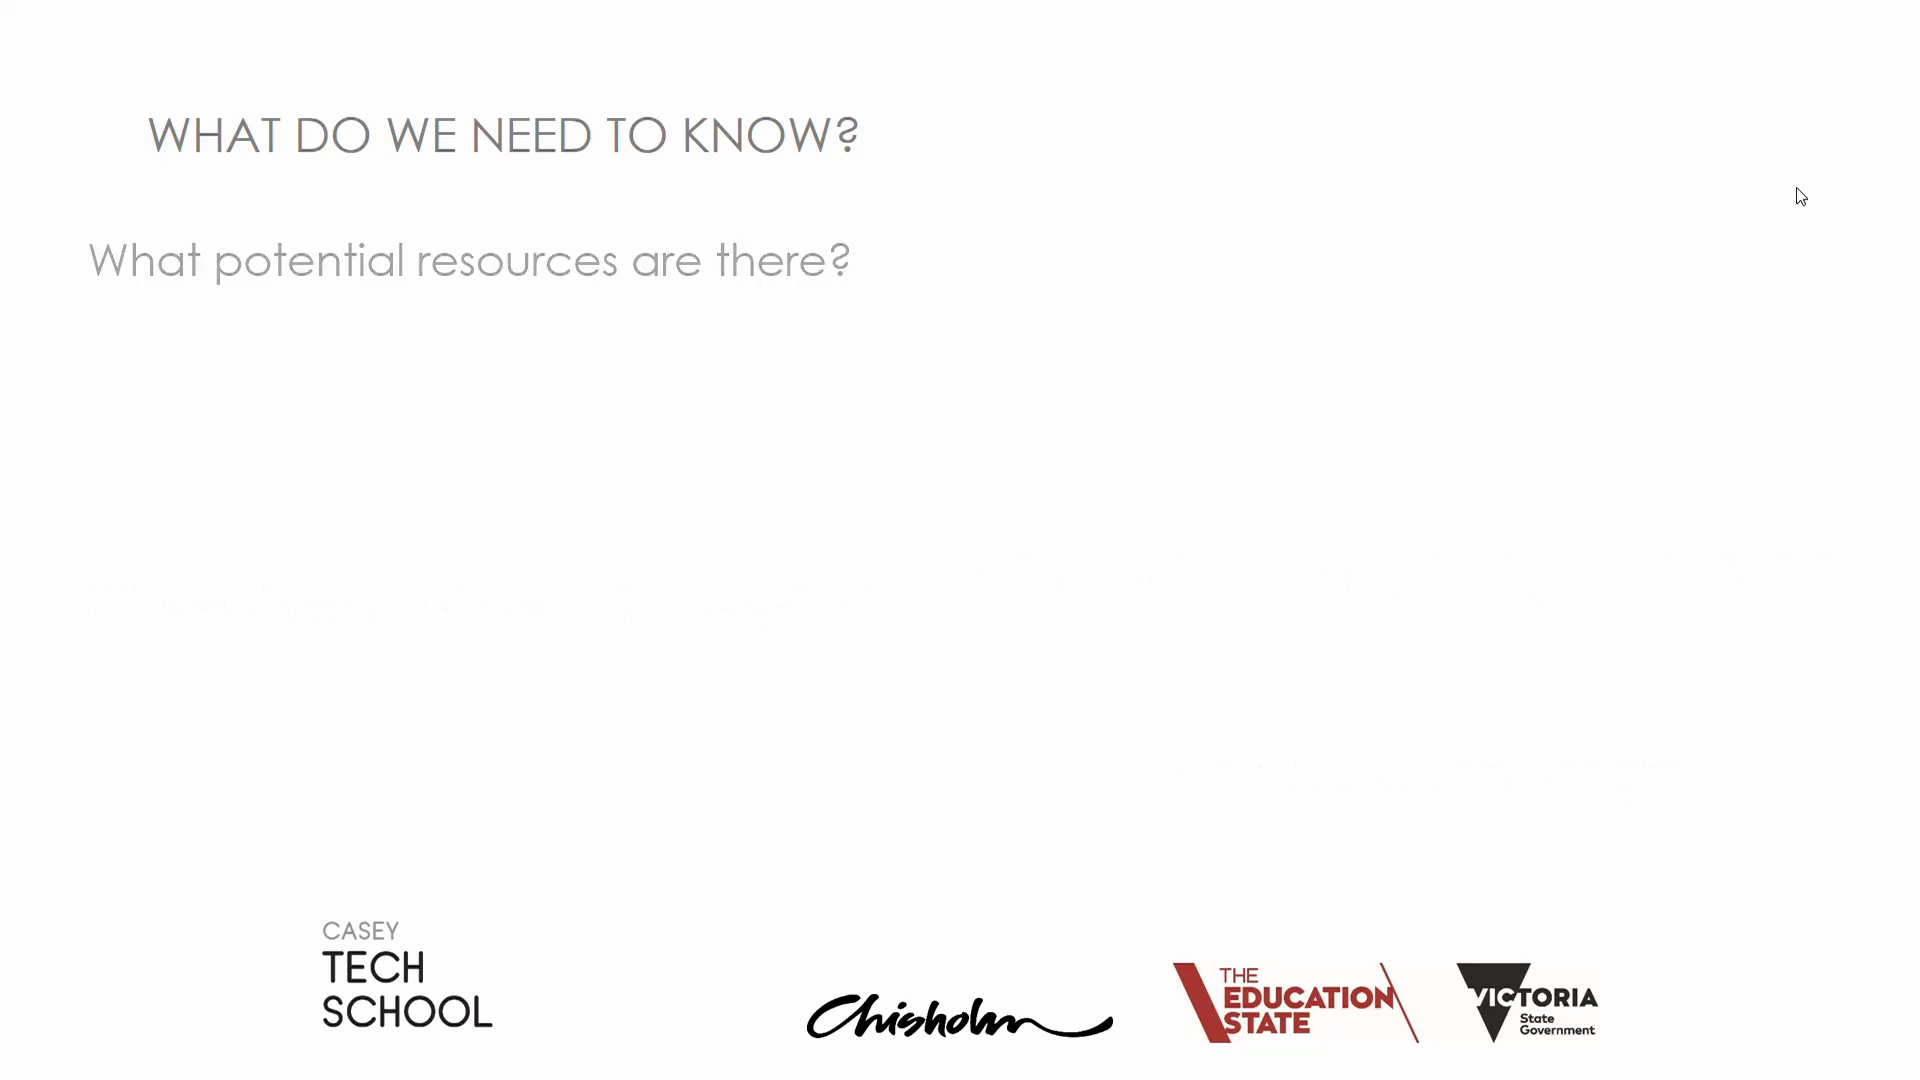 WHAT DO WE NEED TO KNOW?
What potential resources are there?
CASEY
TECH
SCHOOL
Chisholm
THE
EDUCATION
STATE
VICTORIA
State
Government